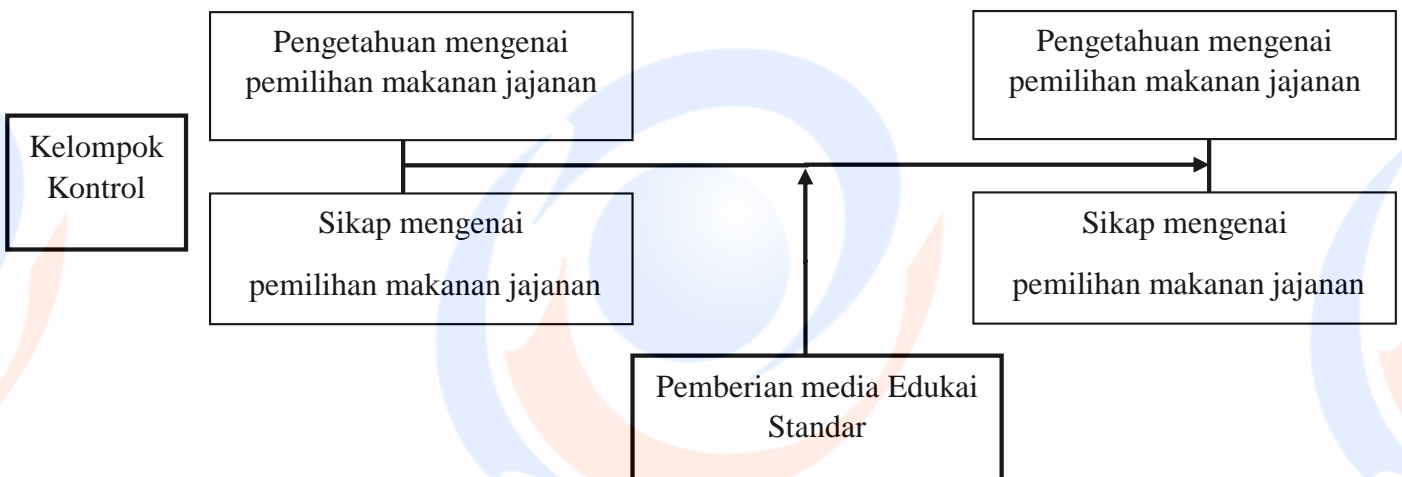 Pengetahuan mengenai
pemilihan makanan jajanan
Pengetahuan mengenai
pemilihan makanan jajanan
Kelompok
Kontrol
Sikap mengenai
pemilihan makanan jajanan
Sikap mengenai
pemilihan makanan jajanan
Pemberian media Edukai
Standar